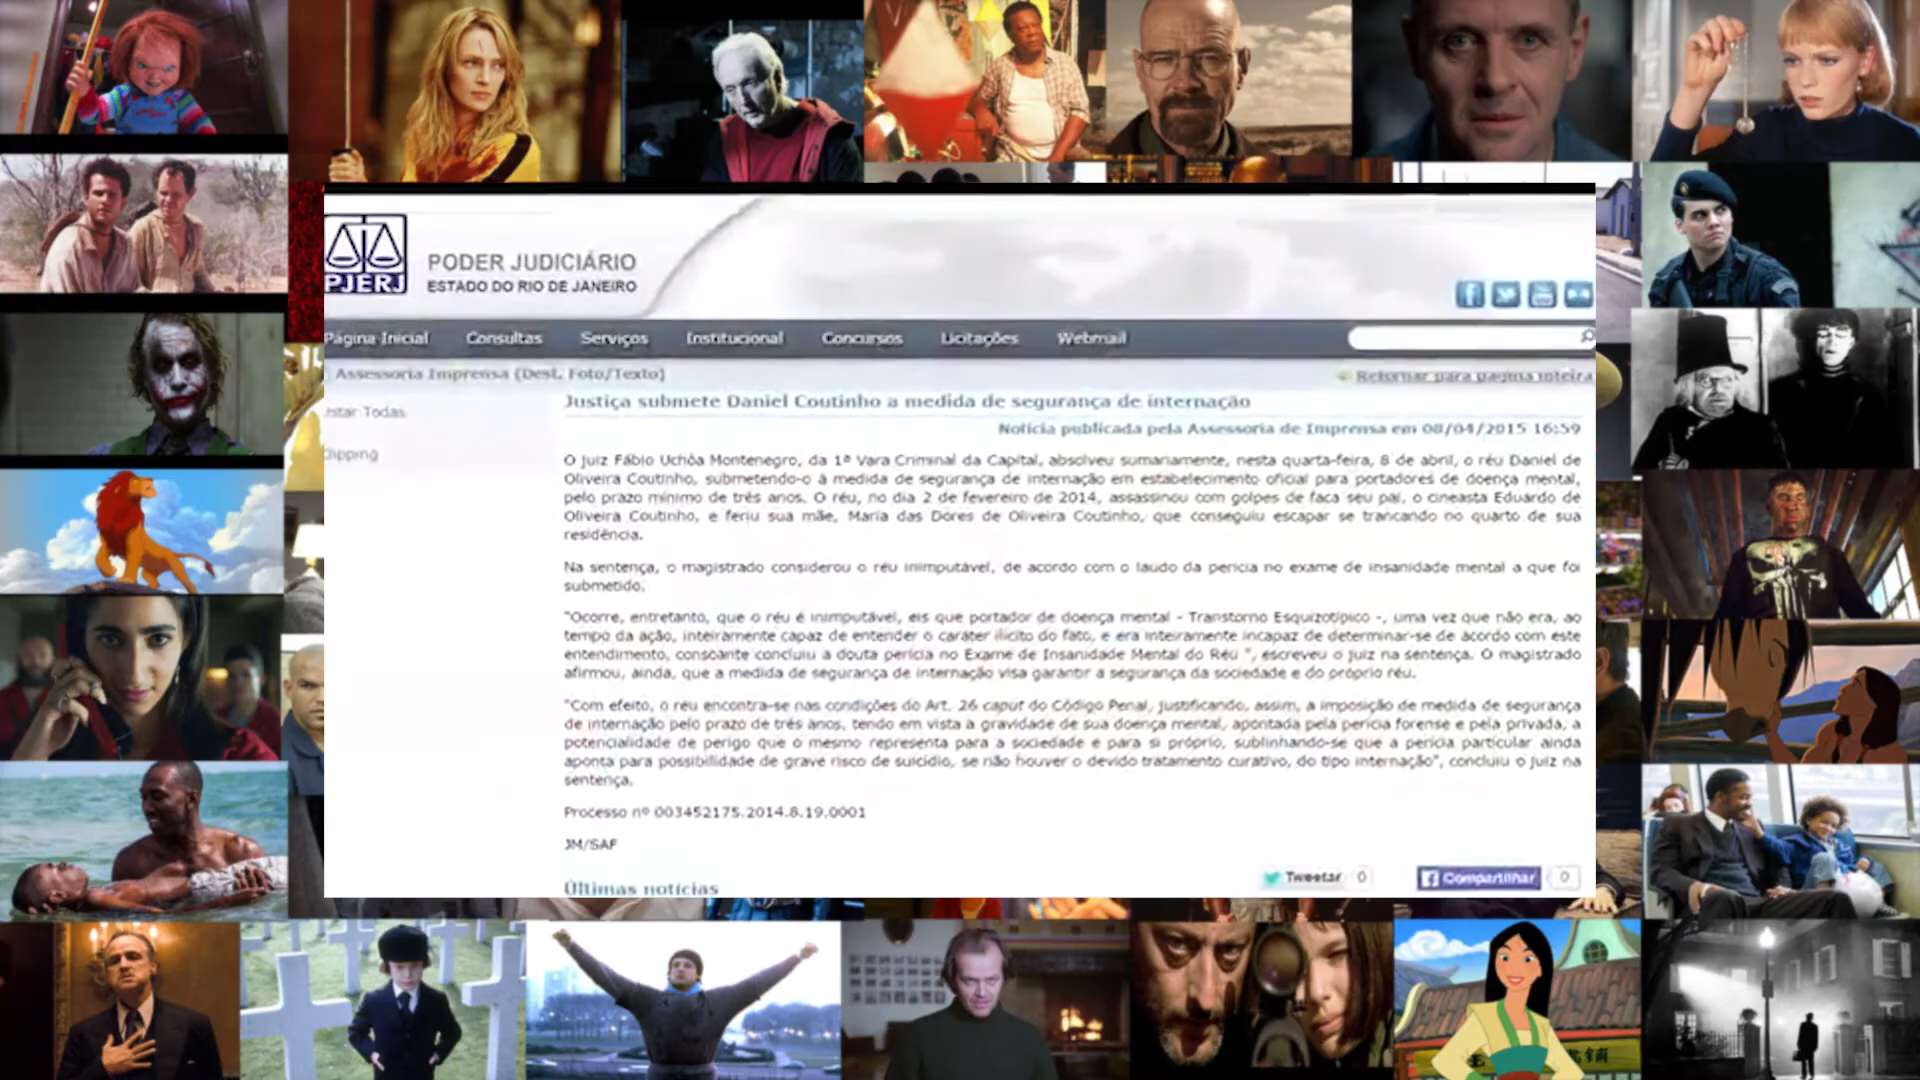 PJERJ
PODER JUDICIÁRIO
ESTADO DO RIO DE JANEIRO
Página Inicial Consultas Serviços Institucional Concursos Licitações Webmail
Assessoria Imprensa (Dest. Foto/Texto)
Retornar para página inteira
istar Todas
Clipping
Justiça submete Daniel Coutinho a medida de segurança de internação
Notícia publicada pela Assessoria de Imprensa em 08/04/2015 16:59
O juiz Fábio Uchôa Montenegro, da 1ª Vara Criminal da Capital, absolveu sumariamente, nesta quarta-feira, 8 de abril, o réu Daniel de
Oliveira Coutinho, submetendo-o à medida de segurança de internação em estabelecimento oficial para portadores de doença mental,
pelo prazo mínimo de três anos. O réu, no dia 2 de fevereiro de 2014, assassinou com golpes de faca seu pai, o cineasta Eduardo de
Oliveira Coutinho, e feriu sua mãe, Maria das Dores de Oliveira Coutinho, que conseguiu escapar se trancando no quarto de sua
residência.
Na sentença, o magistrado considerou o réu inimputável, de acordo com o laudo da perícia no exame de insanidade mental a que foi
submetido.
"Ocorre, entretanto, que o réu é inimputável, eis que portador de doença mental - Transtorno Esquizotípico -, uma vez que não era, ao
tempo da ação, inteiramente capaz de entender o caráter ilícito do fato, e era inteiramente incapaz de determinar-se de acordo com este
entendimento, consoante concluiu a douta perícia no Exame de Insanidade Mental do Réu ", escreveu o juiz na sentença. O magistrado
afirmou, ainda, que a medida de segurança de internação visa garantir a segurança da sociedade e do próprio réu.
"Com efeito, o réu encontra-se nas condições do Art. 26 caput do Código Penal, justificando, assim, a imposição de medida de segurança
de internação pelo prazo de três anos, tendo em vista a gravidade de sua doença mental, apontada pela perícia forense e pela privada, a
potencialidade de perigo que o mesmo representa para a sociedade e para si próprio, sublinhando-se que a perícia particular ainda
aponta para possibilidade de grave risco de suicídio, se não houver o devido tratamento curativo, do tipo internação", concluiu o juiz na
sentença.
Processo nº 003452175.2014.8.19.0001
JM/SAF
Tweetar 0 Compartilhar 0
Últimas notícias